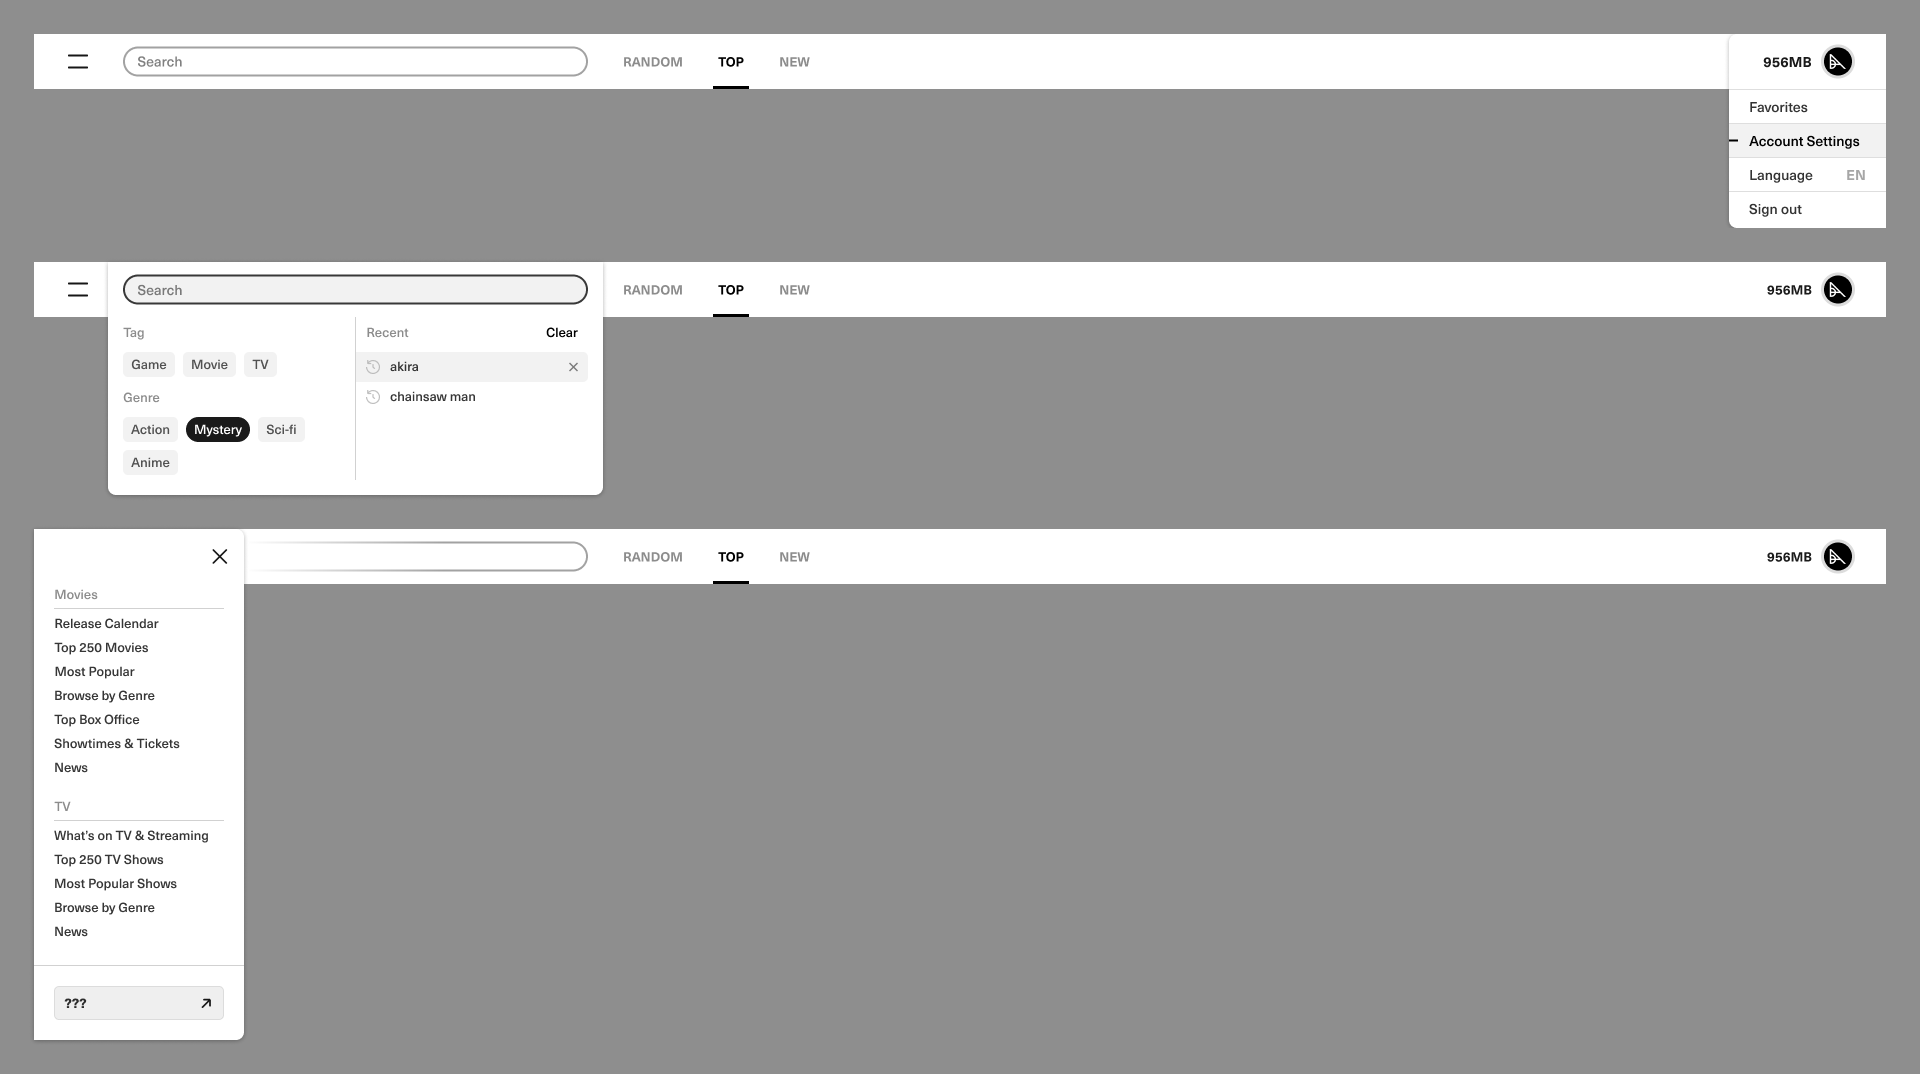 Search
RANDOM TOP NEW
956MB
Favorites
Account Settings
Language EN
Sign out
Search
RANDOM TOP NEW
956MB
Tag
Game Movie TV
Genre
Action Mystery Sci-fi
Anime
Recent Clear
akira
chainsaw man
RANDOM TOP NEW
956MB
Movies
Release Calendar
Top 250 Movies
Most Popular
Browse by Genre
Top Box Office
Showtimes & Tickets
News
TV
What's on TV & Streaming
Top 250 TV Shows
Most Popular Shows
Browse by Genre
News
???